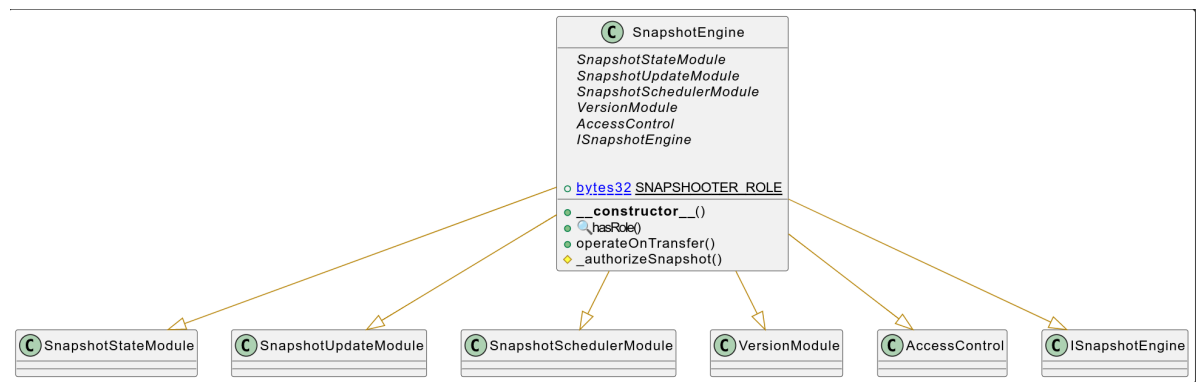 C SnapshotEngine
SnapshotStateModule
SnapshotUpdateModule
SnapshotSchedulerModule
VersionModule
AccessControl
ISnapshotEngine
bytes32 SNAPSHOOTER_ROLE
__constructor__()
🔍hasRole()
operateOnTransfer()
_authorizeSnapshot()
C SnapshotStateModule C SnapshotUpdateModule C SnapshotSchedulerModule C VersionModule C AccessControl C ISnapshotEngine